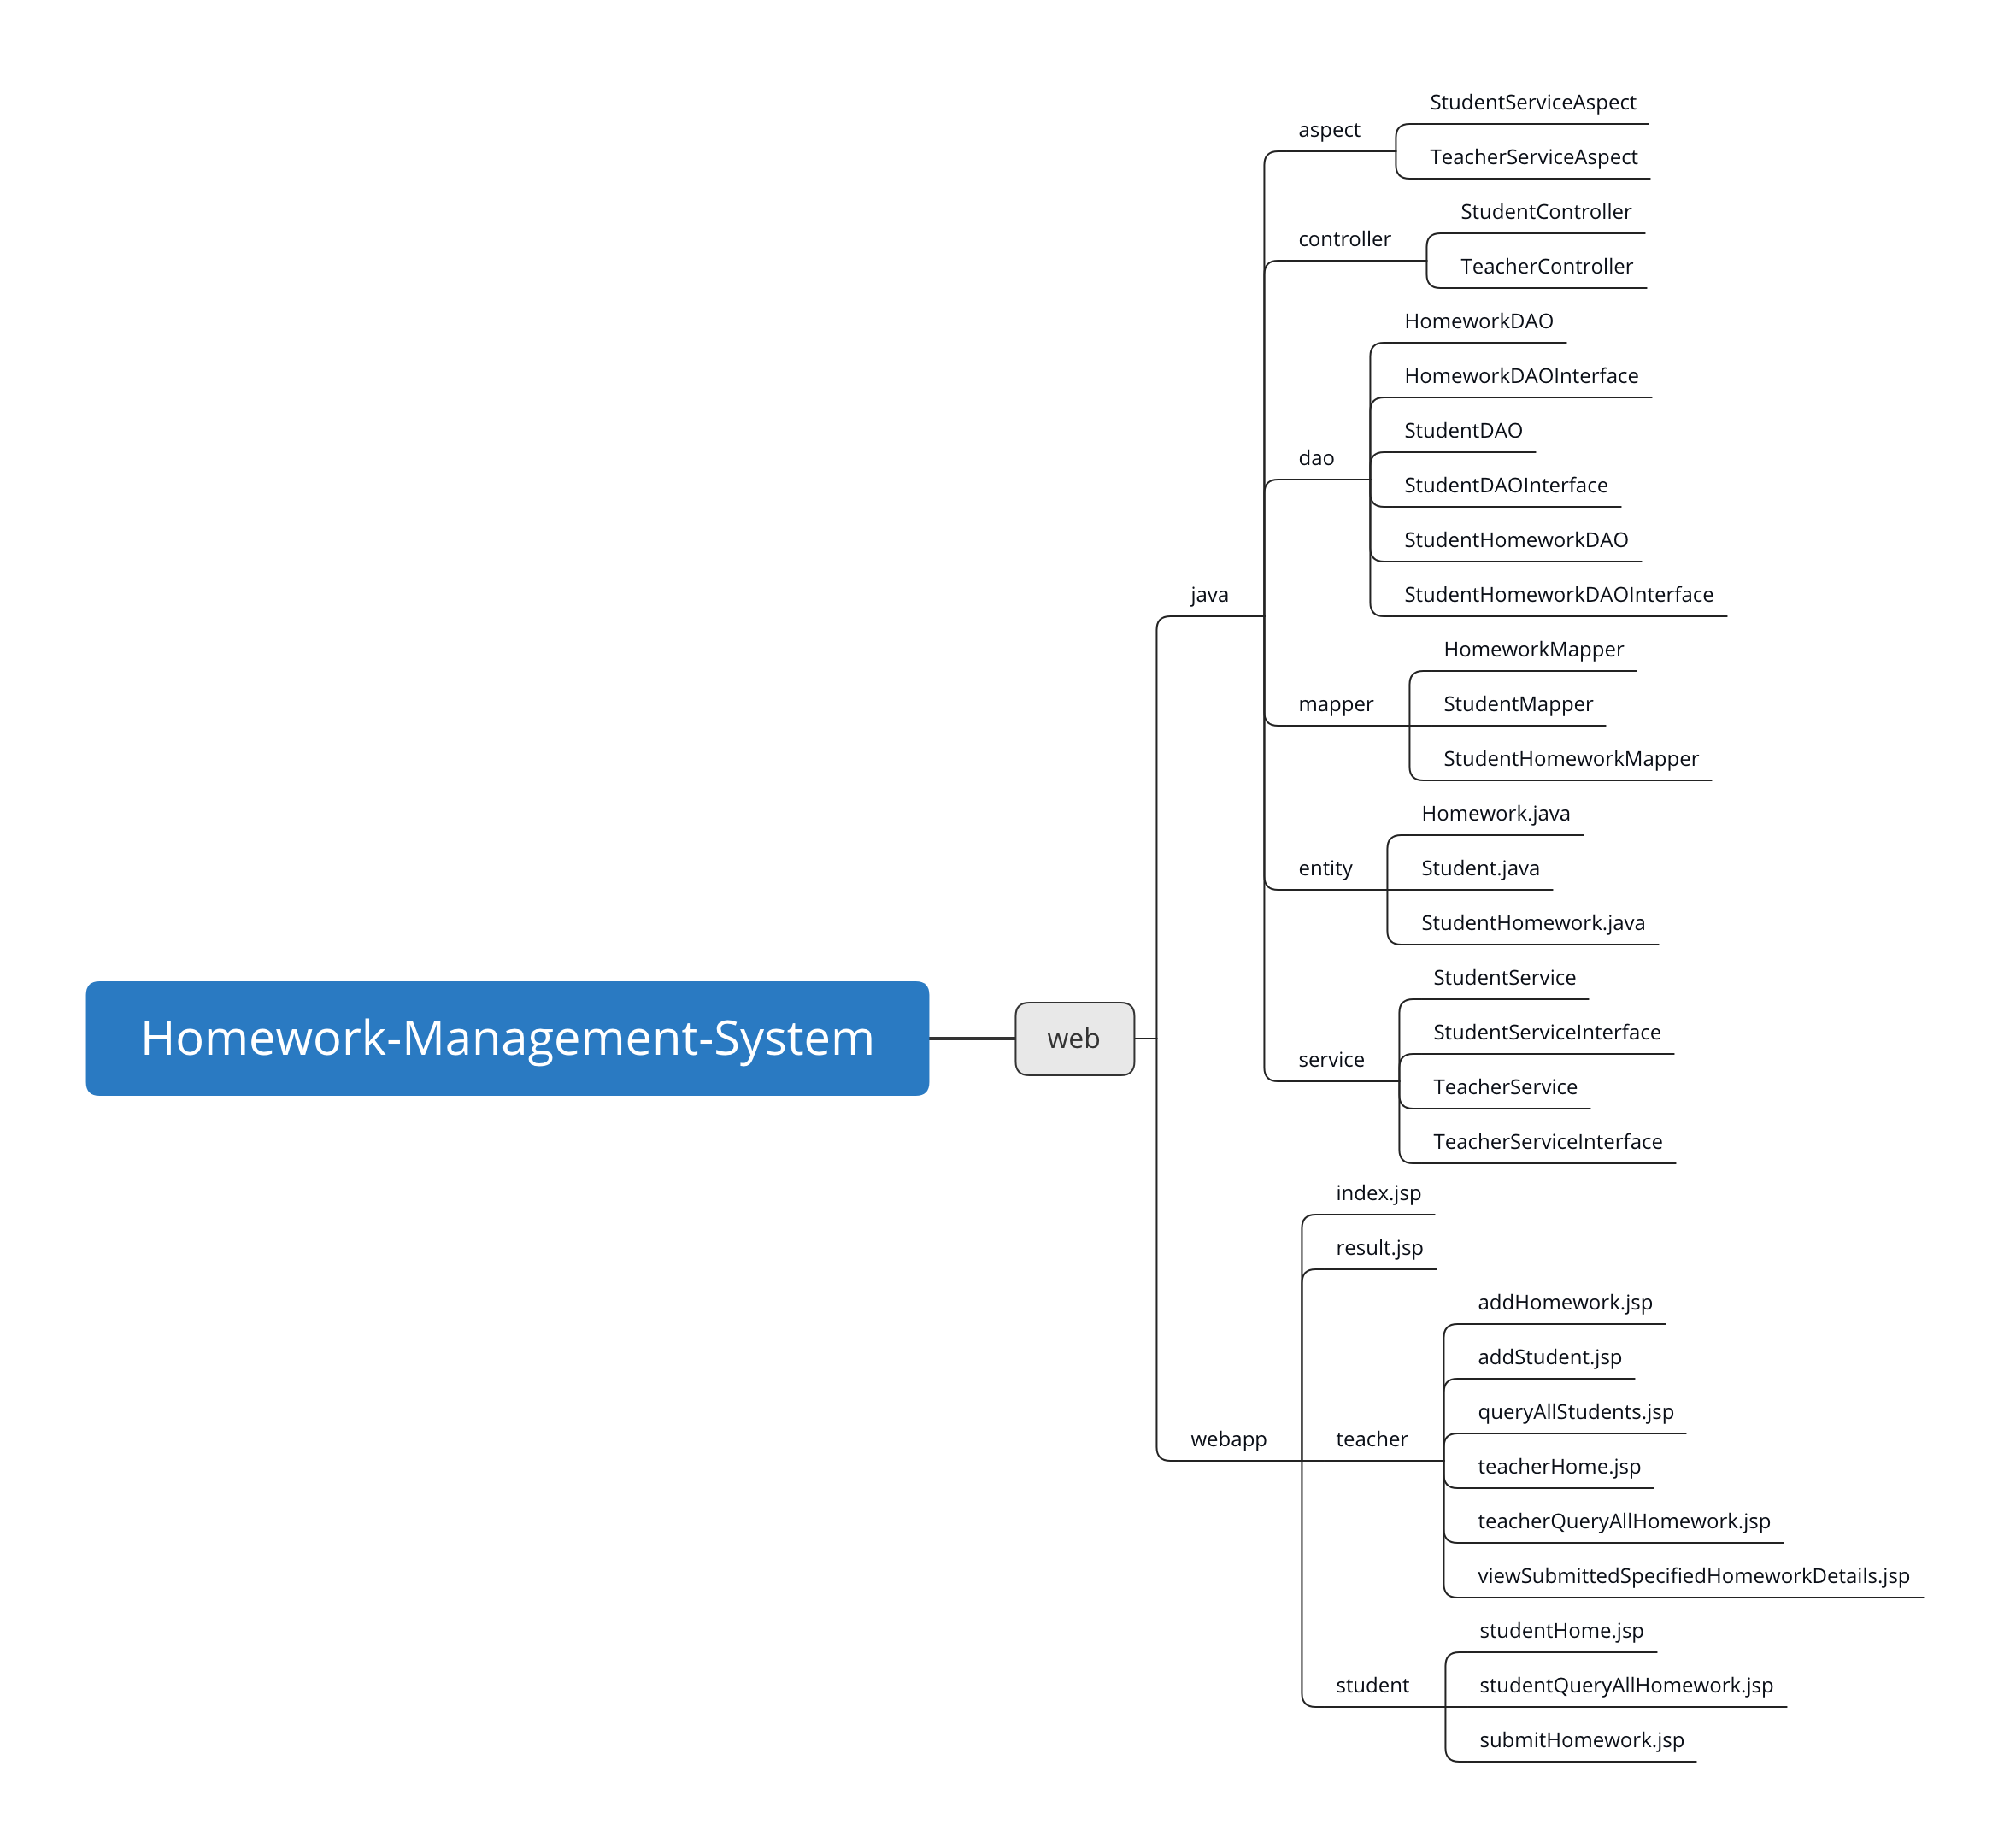 Homework-Management-System
web
java
aspect
StudentServiceAspect
TeacherServiceAspect
controller
StudentController
TeacherController
dao
HomeworkDAO
HomeworkDAOInterface
StudentDAO
StudentDAOInterface
StudentHomeworkDAO
StudentHomeworkDAOInterface
mapper
HomeworkMapper
StudentMapper
StudentHomeworkMapper
entity
Homework.java
Student.java
StudentHomework.java
service
StudentService
StudentServiceInterface
TeacherService
TeacherServiceInterface
webapp
index.jsp
result.jsp
teacher
addHomework.jsp
addStudent.jsp
queryAllStudents.jsp
teacherHome.jsp
teacherQueryAllHomework.jsp
viewSubmittedSpecifiedHomeworkDetails.jsp
student
studentHome.jsp
studentQueryAllHomework.jsp
submitHomework.jsp